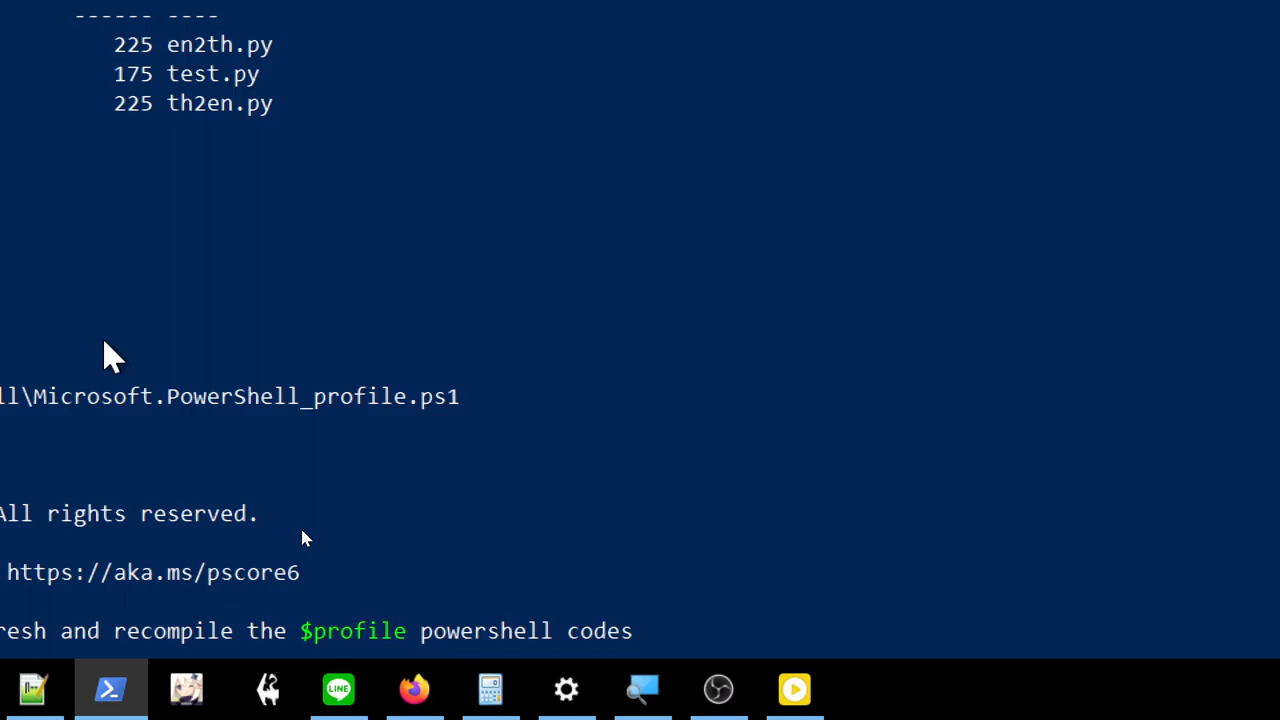 ------ ----
225 en2th.py
175 test.py
225 th2en.py
ll\Microsoft.PowerShell_profile.ps1
All rights reserved.
https://aka.ms/pscore6
resh and recompile the $profile powershell codes
LINE